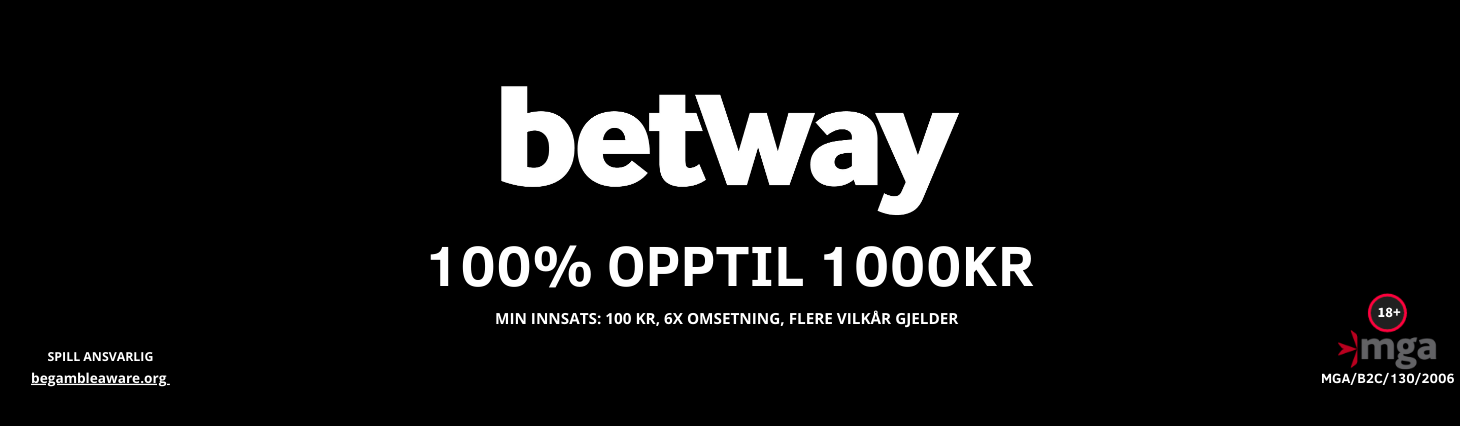 betway
100% OPPTIL 1000KR
MIN INNSATS: 100 KR, 6X OMSETNING, FLERE VILKÅR GJELDER
SPILL ANSVARLIG
begambleaware.org
18+
mga
MGA/B2C/130/2006